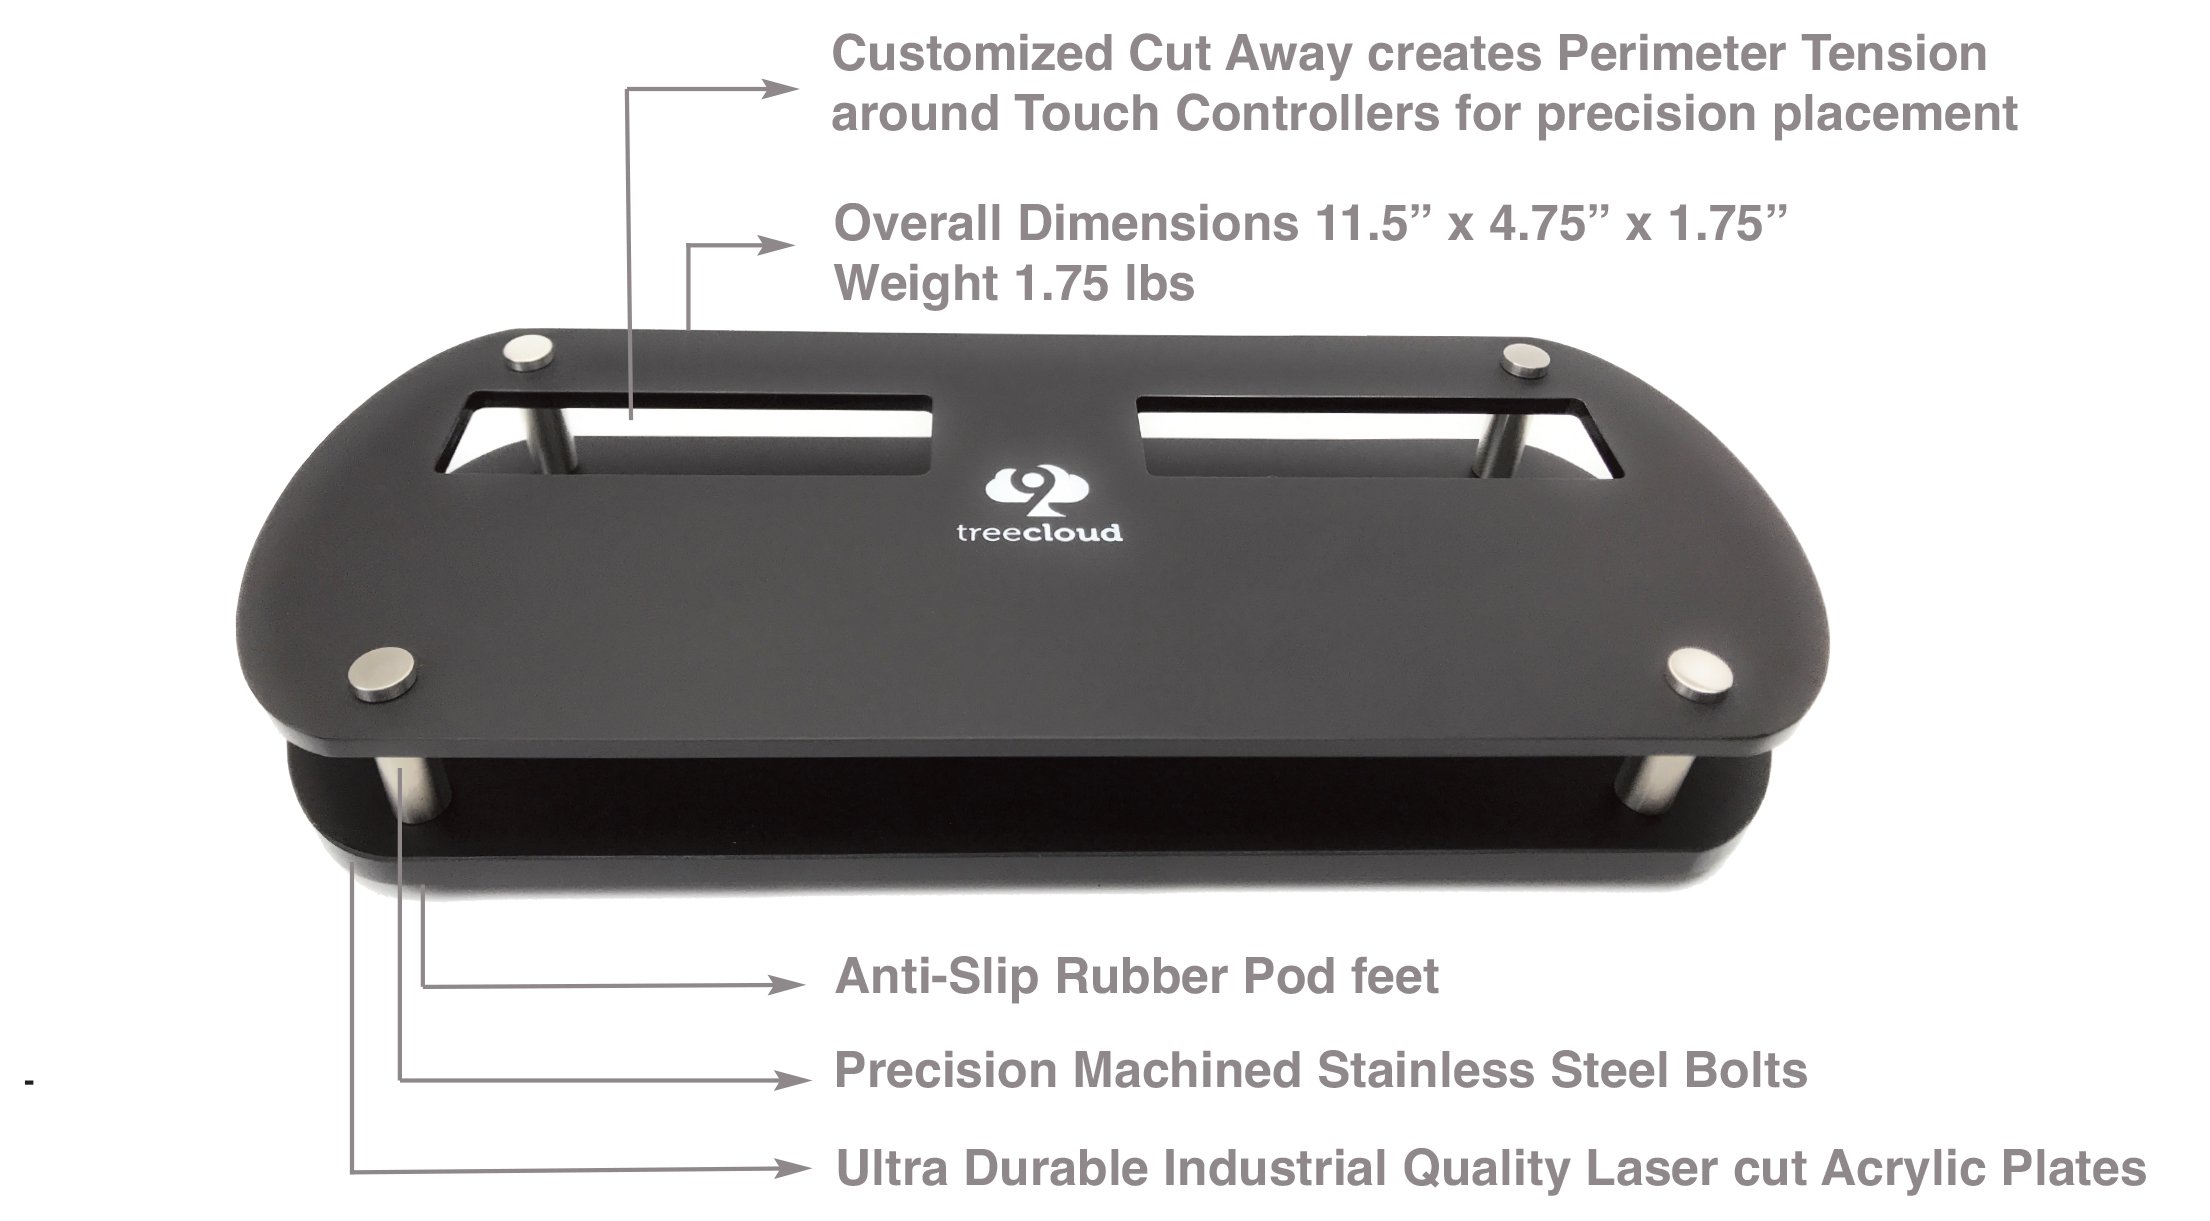 Customized Cut Away creates Perimeter Tension
around Touch Controllers for precision placement
Overall Dimensions 11.5” x 4.75” x 1.75”
Weight 1.75 lbs
treecloud
Anti-Slip Rubber Pod feet
-
Precision Machined Stainless Steel Bolts
Ultra Durable Industrial Quality Laser cut Acrylic Plates